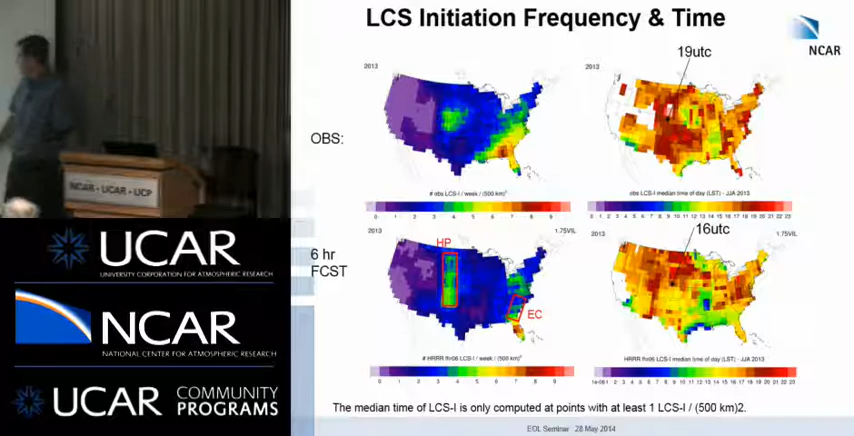 LCS Initiation Frequency & Time
NCAR
19utc
2013
2013
OBS:
# obs LCS-I / week / (500 km)²
obs LCS-I median time of day (LST) - JJA 2013
0 1 2 3 4 5 6 7 8 9
0 1 2 3 4 5 6 7 8 9 10 11 12 13 14 15 16 17 18 19 20 21 22 23
NCAR • UCAR • UCP
16utc
2013
1.75VIL
2013
1.75VIL
HP
6 hr
FCST
EC
# HRRR fhr06 LCS-I / week / (500 km)²
HRRR fhr06 LCS-I median time of day (LST) - JJA 2013
0 1 2 3 4 5 6 7 8 9
2 3 4 5 6 7 8 9 10 11 12 13 14 15 16 17 18 19 20 21 22 23
The median time of LCS-I is only computed at points with at least 1 LCS-I / (500 km)2.
EOL Seminar 28 May 2014
UCAR
UNIVERSITY CORPORATION FOR ATMOSPHERIC RESEARCH
NCAR
NATIONAL CENTER FOR ATMOSPHERIC RESEARCH
UCAR COMMUNITY
PROGRAMS